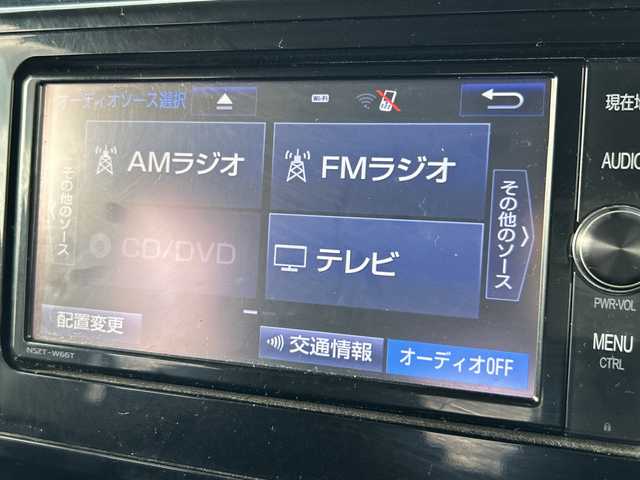 オーディオソース選択
Wi-Fi
現在地
AMラジオ
FMラジオ
AUDIO
その他のソース
その他のソース
CD/DVD
テレビ
PWR・VOL
配置変更
交通情報
オーディオOFF
MENU
CTRL
NSZT-W66T